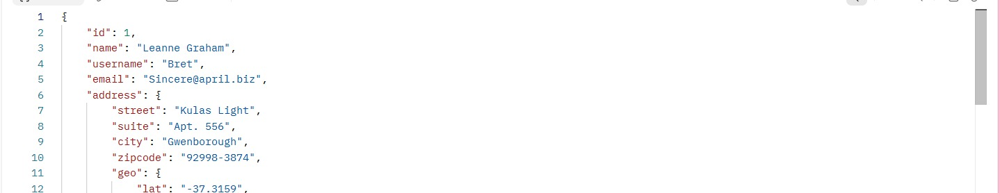 1 {
2     "id": 1,
3     "name": "Leanne Graham",
4     "username": "Bret",
5     "email": "Sincere@april.biz",
6     "address": {
7         "street": "Kulas Light",
8         "suite": "Apt. 556",
9         "city": "Gwenborough",
10         "zipcode": "92998-3874",
11         "geo": {
12             "lat": "-37.3159",